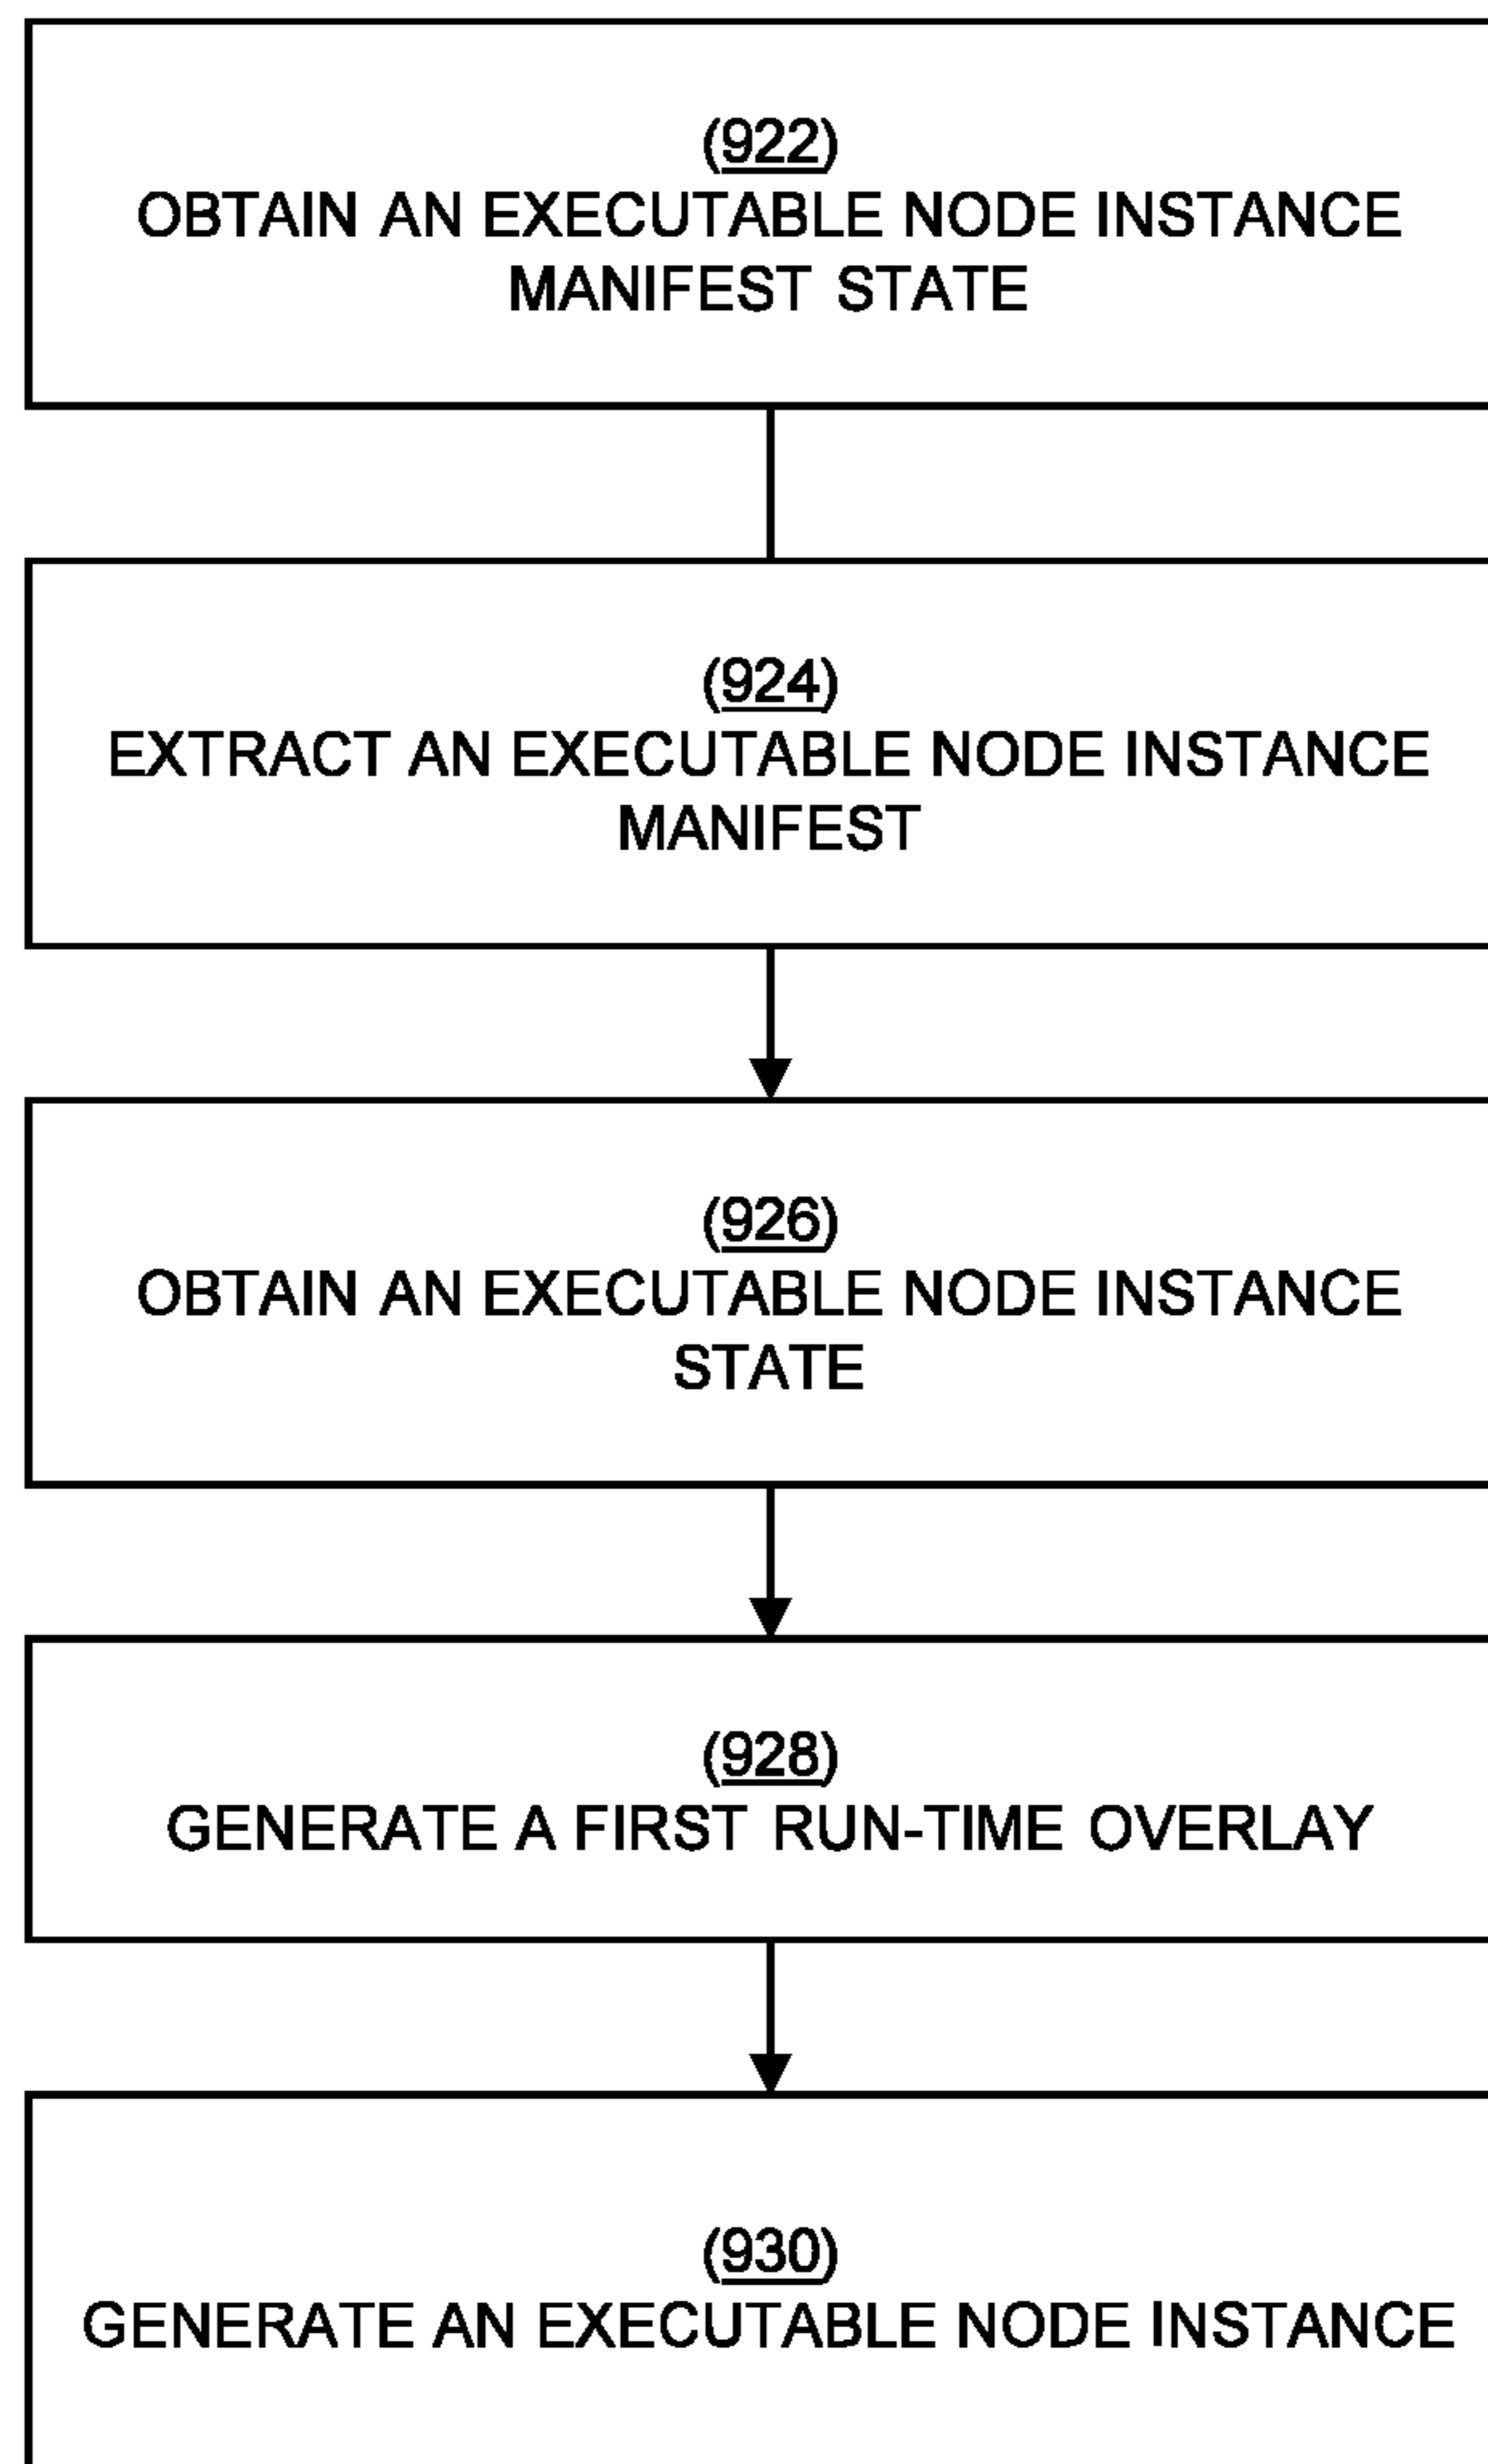 (922)
OBTAIN AN EXECUTABLE NODE INSTANCE
MANIFEST STATE
(924)
EXTRACT AN EXECUTABLE NODE INSTANCE
MANIFEST
(926)
OBTAIN AN EXECUTABLE NODE INSTANCE
STATE
(928)
GENERATE A FIRST RUN-TIME OVERLAY
(930)
GENERATE AN EXECUTABLE NODE INSTANCE